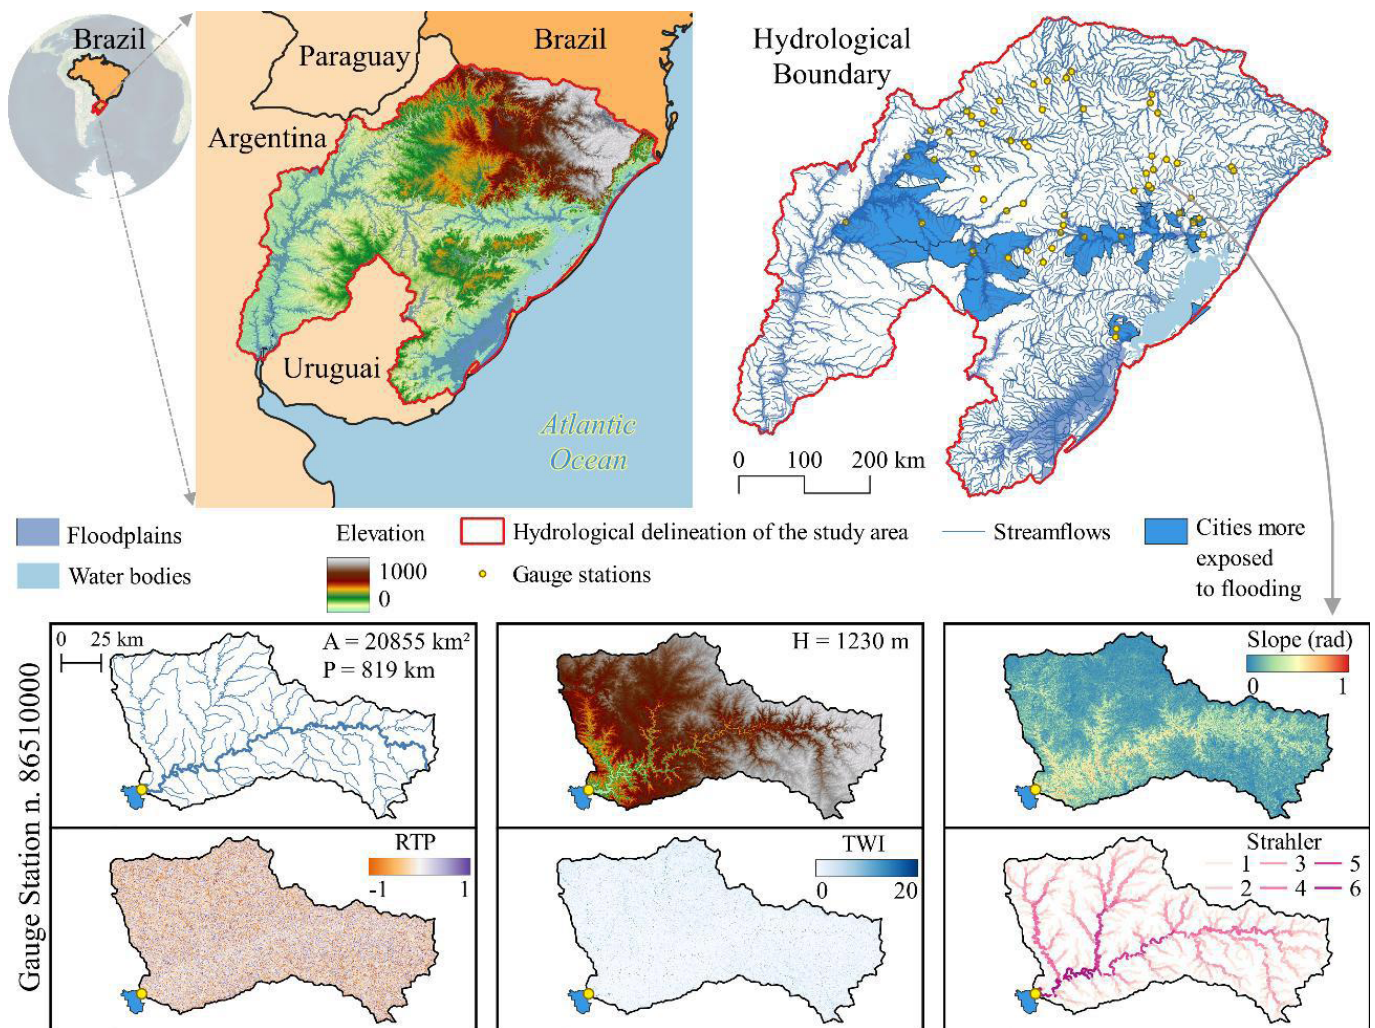 Brazil
Paraguay
Brazil
Argentina
Uruguai
Atlantic
Ocean
Hydrological
Boundary
0 100 200 km
Floodplains
Water bodies
Elevation
1000
0
Hydrological delineation of the study area
Gauge stations
Streamflows
Cities more
exposed
to flooding
Gauge Station n. 86510000
0 25 km
A = 20855 km²
P = 819 km
H = 1230 m
Slope (rad)
0 1
RTP
-1 1
TWI
0 20
Strahler
1 3 5
2 4 6